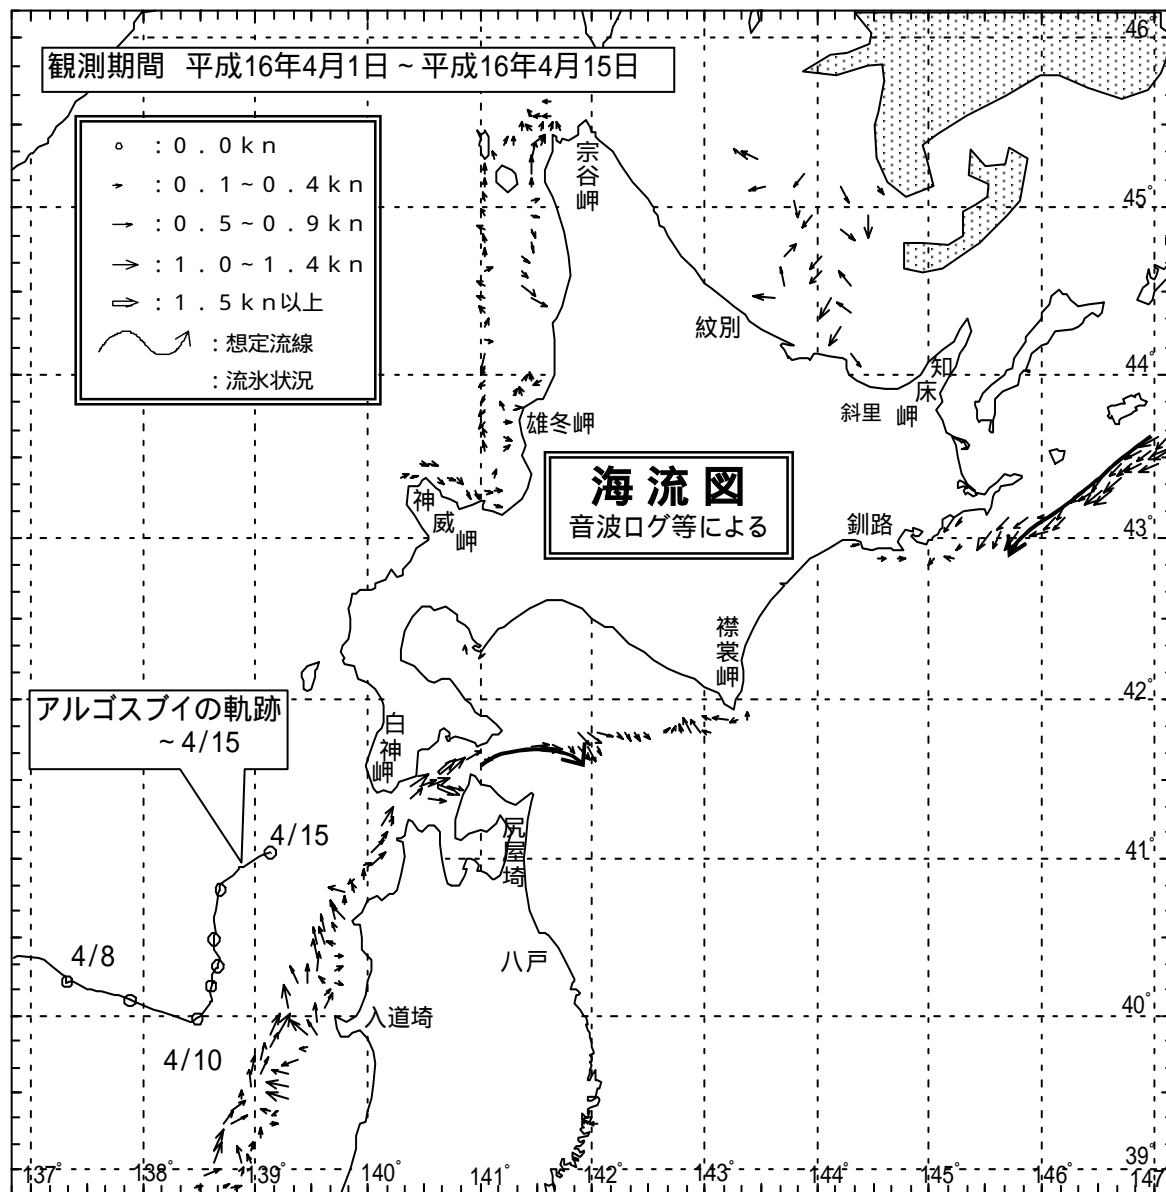 観測期間 平成16年4月1日 ~ 平成16年4月15日
: 0 . 0 k n
: 0 . 1 ~ 0 . 4 k n
: 0 . 5 ~ 0 . 9 k n
: 1 . 0 ~ 1 . 4 k n
: 1 . 5 k n以上
: 想定流線
: 流氷状況
宗谷岬
紋別
知床岬
斜里
雄冬岬
海流図
音波ログ等による
神威岬
釧路
襟裳岬
アルゴスブイの軌跡
~ 4/15
白神岬
尻屋埼
4/15
八戸
4/8
入道埼
4/10
46°
45°
44°
43°
42°
41°
40°
39°
137°
138°
139°
140°
141°
142°
143°
144°
145°
146°
147